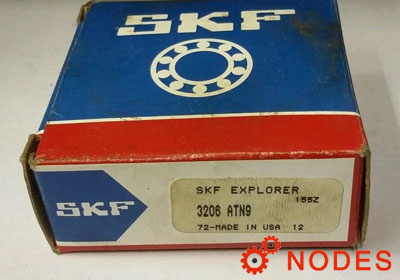 SKF
SKF
SKF EXPLORER
155Z
3206 ATN9
72-MADE IN USA 12
NODES